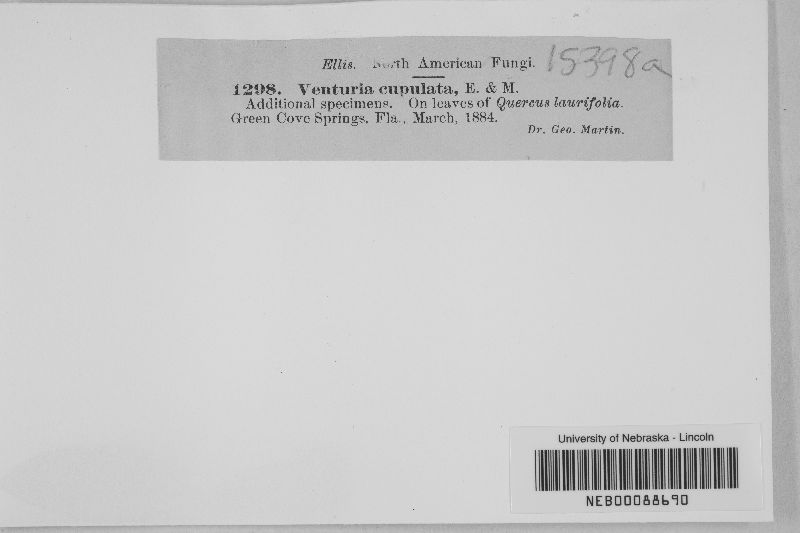 Ellis. North American Fungi. 15398a
1298. Venturia cupulata, E. & M.
Additional specimens. On leaves of Quercus laurifolia.
Green Cove Springs, Fla., March, 1884.
Dr. Geo. Martin.
University of Nebraska - Lincoln
NEB00088690